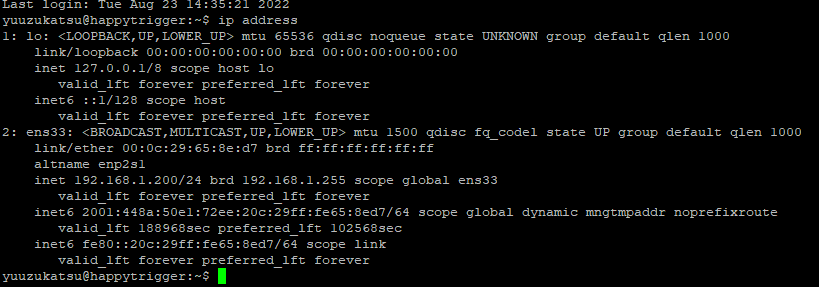 Last login: Tue Aug 23 14:35:21 2022
yuuzukatsu@happytrigger:~$ ip address
1: lo: <LOOPBACK,UP,LOWER_UP> mtu 65536 qdisc noqueue state UNKNOWN group default qlen 1000
    link/loopback 00:00:00:00:00:00 brd 00:00:00:00:00:00
    inet 127.0.0.1/8 scope host lo
       valid_lft forever preferred_lft forever
    inet6 ::1/128 scope host
       valid_lft forever preferred_lft forever
2: ens33: <BROADCAST,MULTICAST,UP,LOWER_UP> mtu 1500 qdisc fq_codel state UP group default qlen 1000
    link/ether 00:0c:29:65:8e:d7 brd ff:ff:ff:ff:ff:ff
    altname enp2s1
    inet 192.168.1.200/24 brd 192.168.1.255 scope global ens33
       valid_lft forever preferred_lft forever
    inet6 2001:448a:50e1:72ee:20c:29ff:fe65:8ed7/64 scope global dynamic mngtmpaddr noprefixroute
       valid_lft 188968sec preferred_lft 102568sec
    inet6 fe80::20c:29ff:fe65:8ed7/64 scope link
       valid_lft forever preferred_lft forever
yuuzukatsu@happytrigger:~$